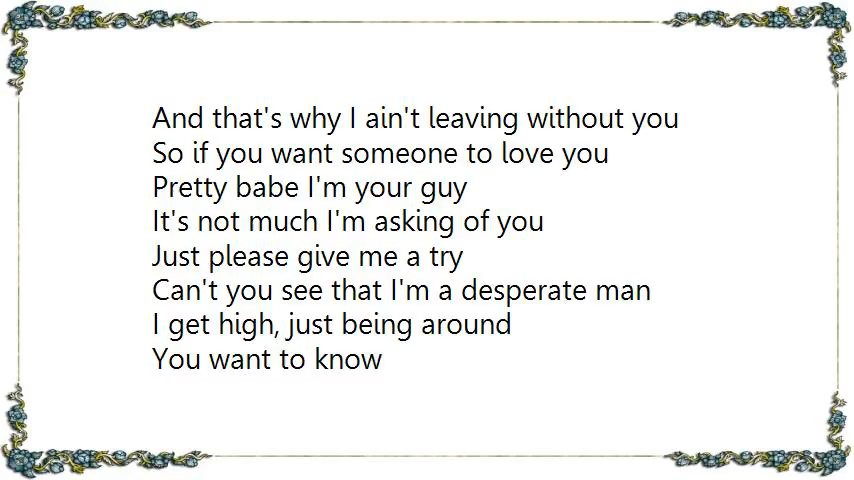 And that's why I ain't leaving without you
So if you want someone to love you
Pretty babe I'm your guy
It's not much I'm asking of you
Just please give me a try
Can't you see that I'm a desperate man
I get high, just being around
You want to know